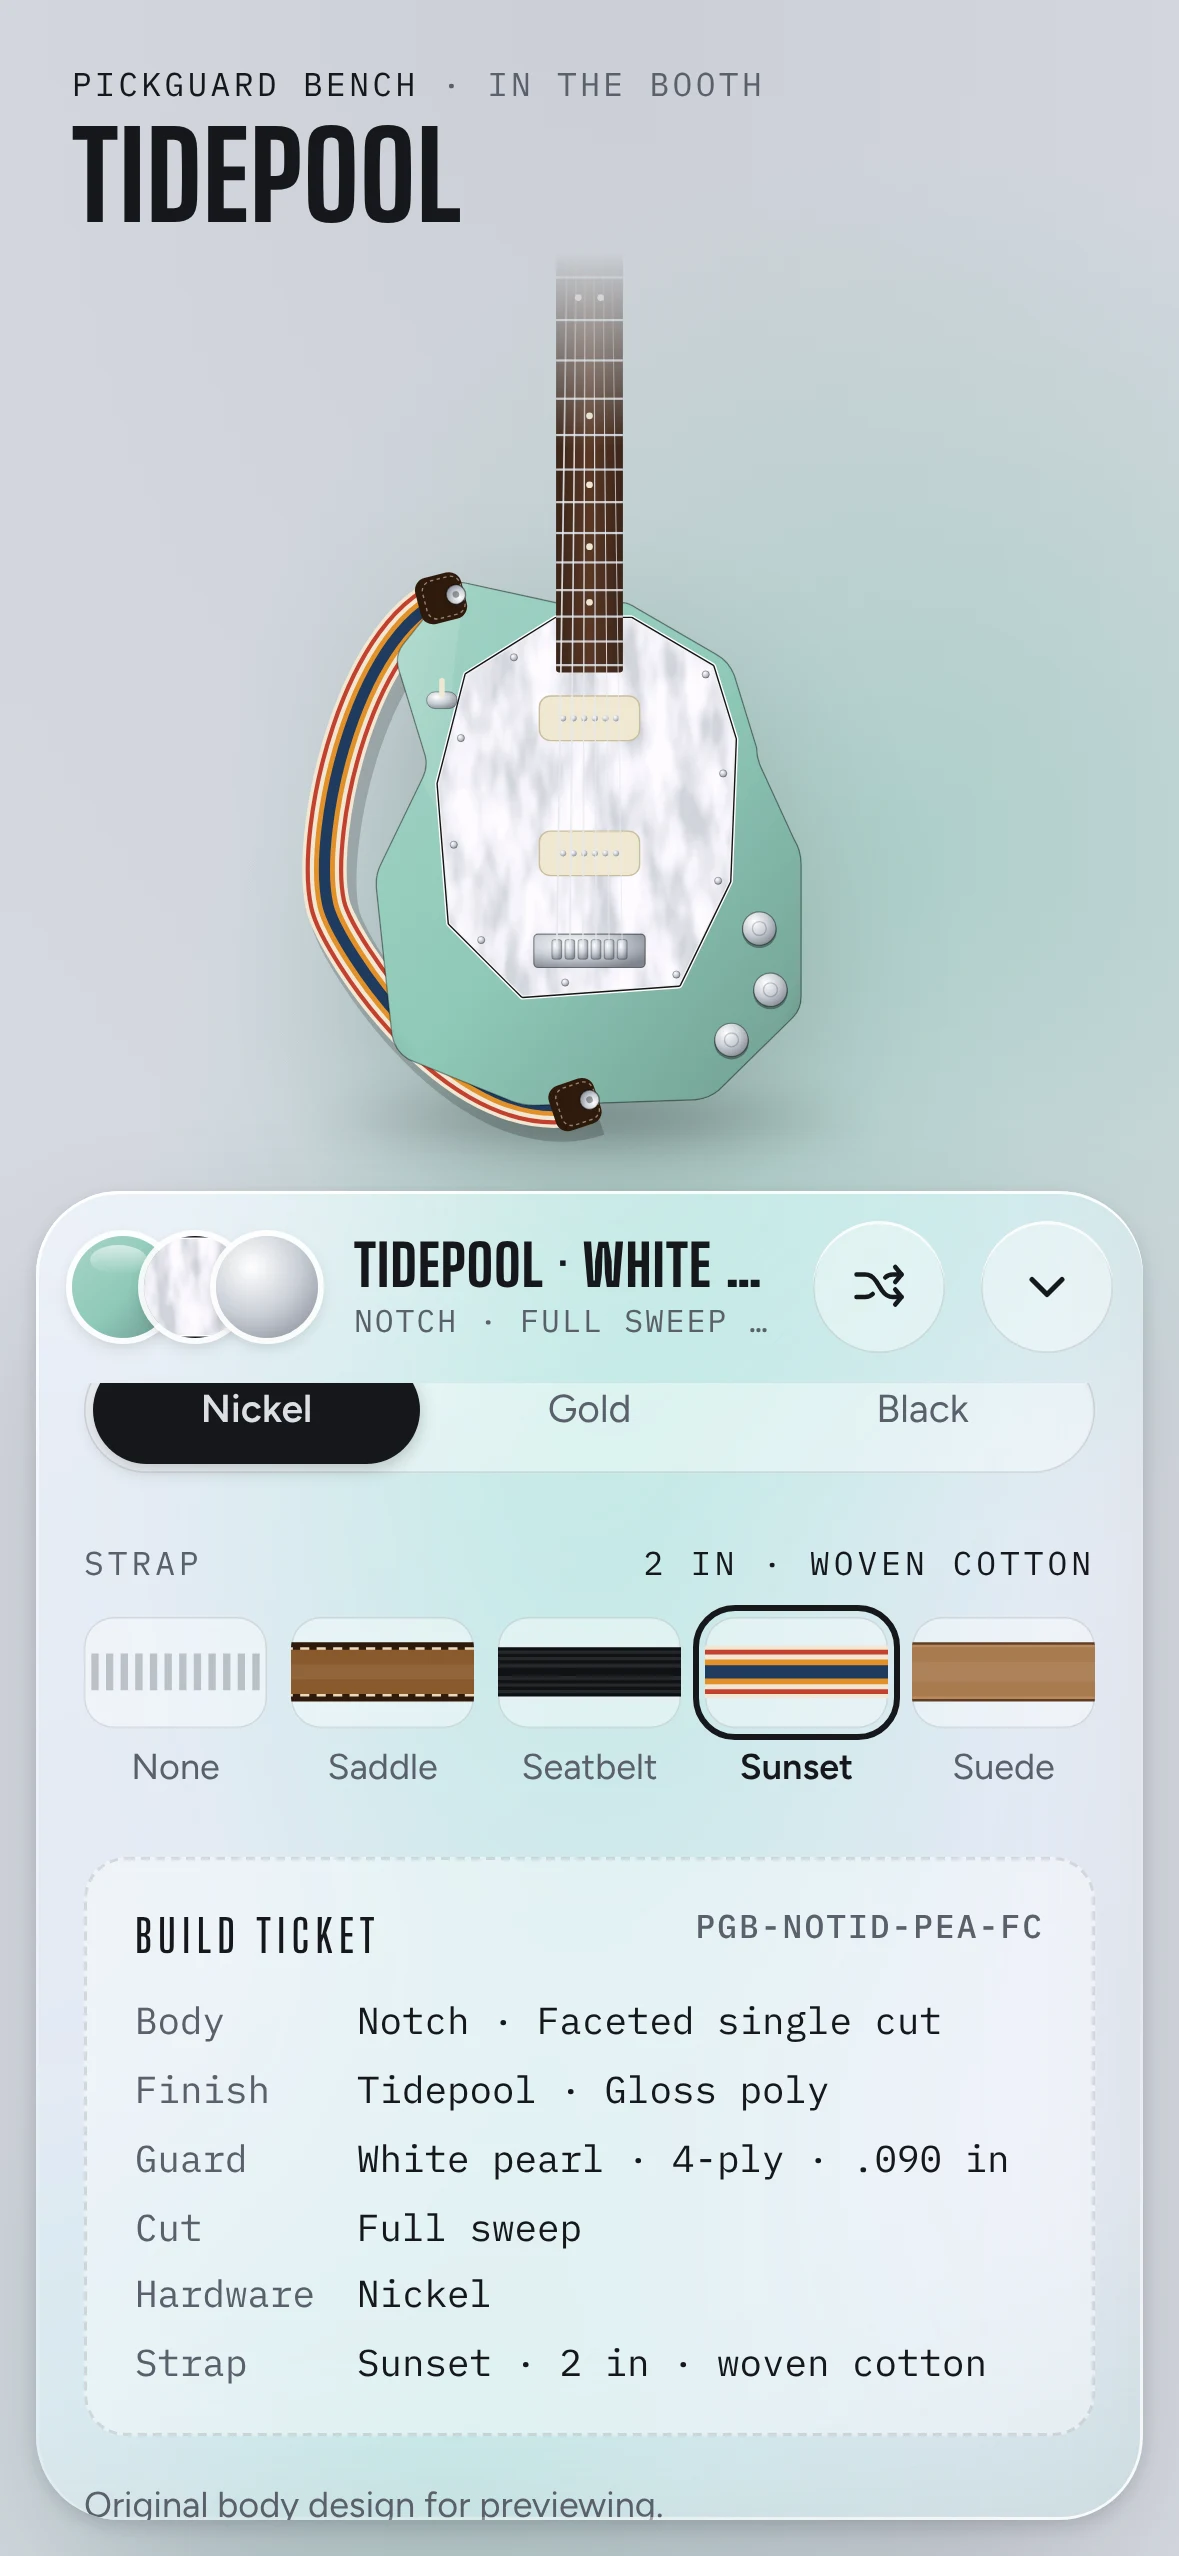 PICKGUARD BENCH · IN THE BOOTH
TIDEPOOL
TIDEPOOL · WHITE ...
NOTCH · FULL SWEEP ...
Nickel Gold Black
STRAP 2 IN · WOVEN COTTON
None Saddle Seatbelt Sunset Suede
BUILD TICKET PGB-NOTID-PEA-FC
Body Notch · Faceted single cut
Finish Tidepool · Gloss poly
Guard White pearl · 4-ply · .090 in
Cut Full sweep
Hardware Nickel
Strap Sunset · 2 in · woven cotton
Original body design for previewing.